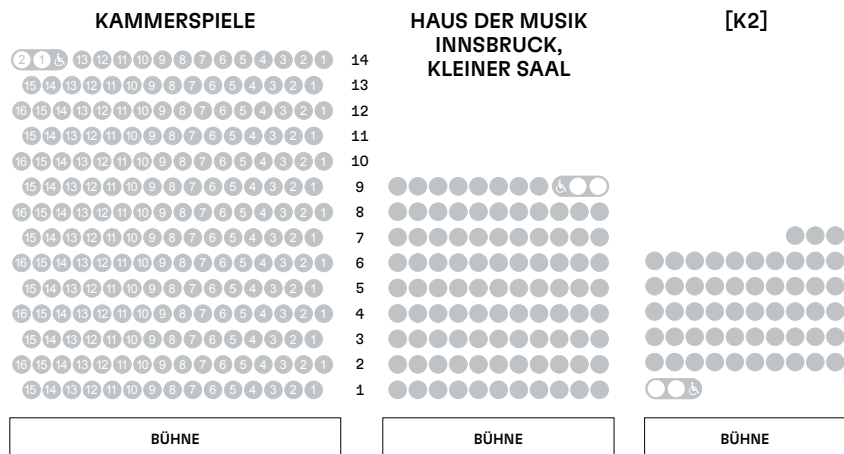 KAMMERSPIELE
2 1 13 12 11 10 9 8 7 6 5 4 3 2 1 14
15 14 13 12 11 10 9 8 7 6 5 4 3 2 1 13
16 15 14 13 12 11 10 9 8 7 6 5 4 3 2 1 12
15 14 13 12 11 10 9 8 7 6 5 4 3 2 1 11
16 15 14 13 12 11 10 9 8 7 6 5 4 3 2 1 10
15 14 13 12 11 10 9 8 7 6 5 4 3 2 1 9
16 15 14 13 12 11 10 9 8 7 6 5 4 3 2 1 8
15 14 13 12 11 10 9 8 7 6 5 4 3 2 1 7
16 15 14 13 12 11 10 9 8 7 6 5 4 3 2 1 6
15 14 13 12 11 10 9 8 7 6 5 4 3 2 1 5
16 15 14 13 12 11 10 9 8 7 6 5 4 3 2 1 4
15 14 13 12 11 10 9 8 7 6 5 4 3 2 1 3
16 15 14 13 12 11 10 9 8 7 6 5 4 3 2 1 2
15 14 13 12 11 10 9 8 7 6 5 4 3 2 1 1
BÜHNE
HAUS DER MUSIK
INNSBRUCK,
KLEINER SAAL
BÜHNE
[K2]
BÜHNE